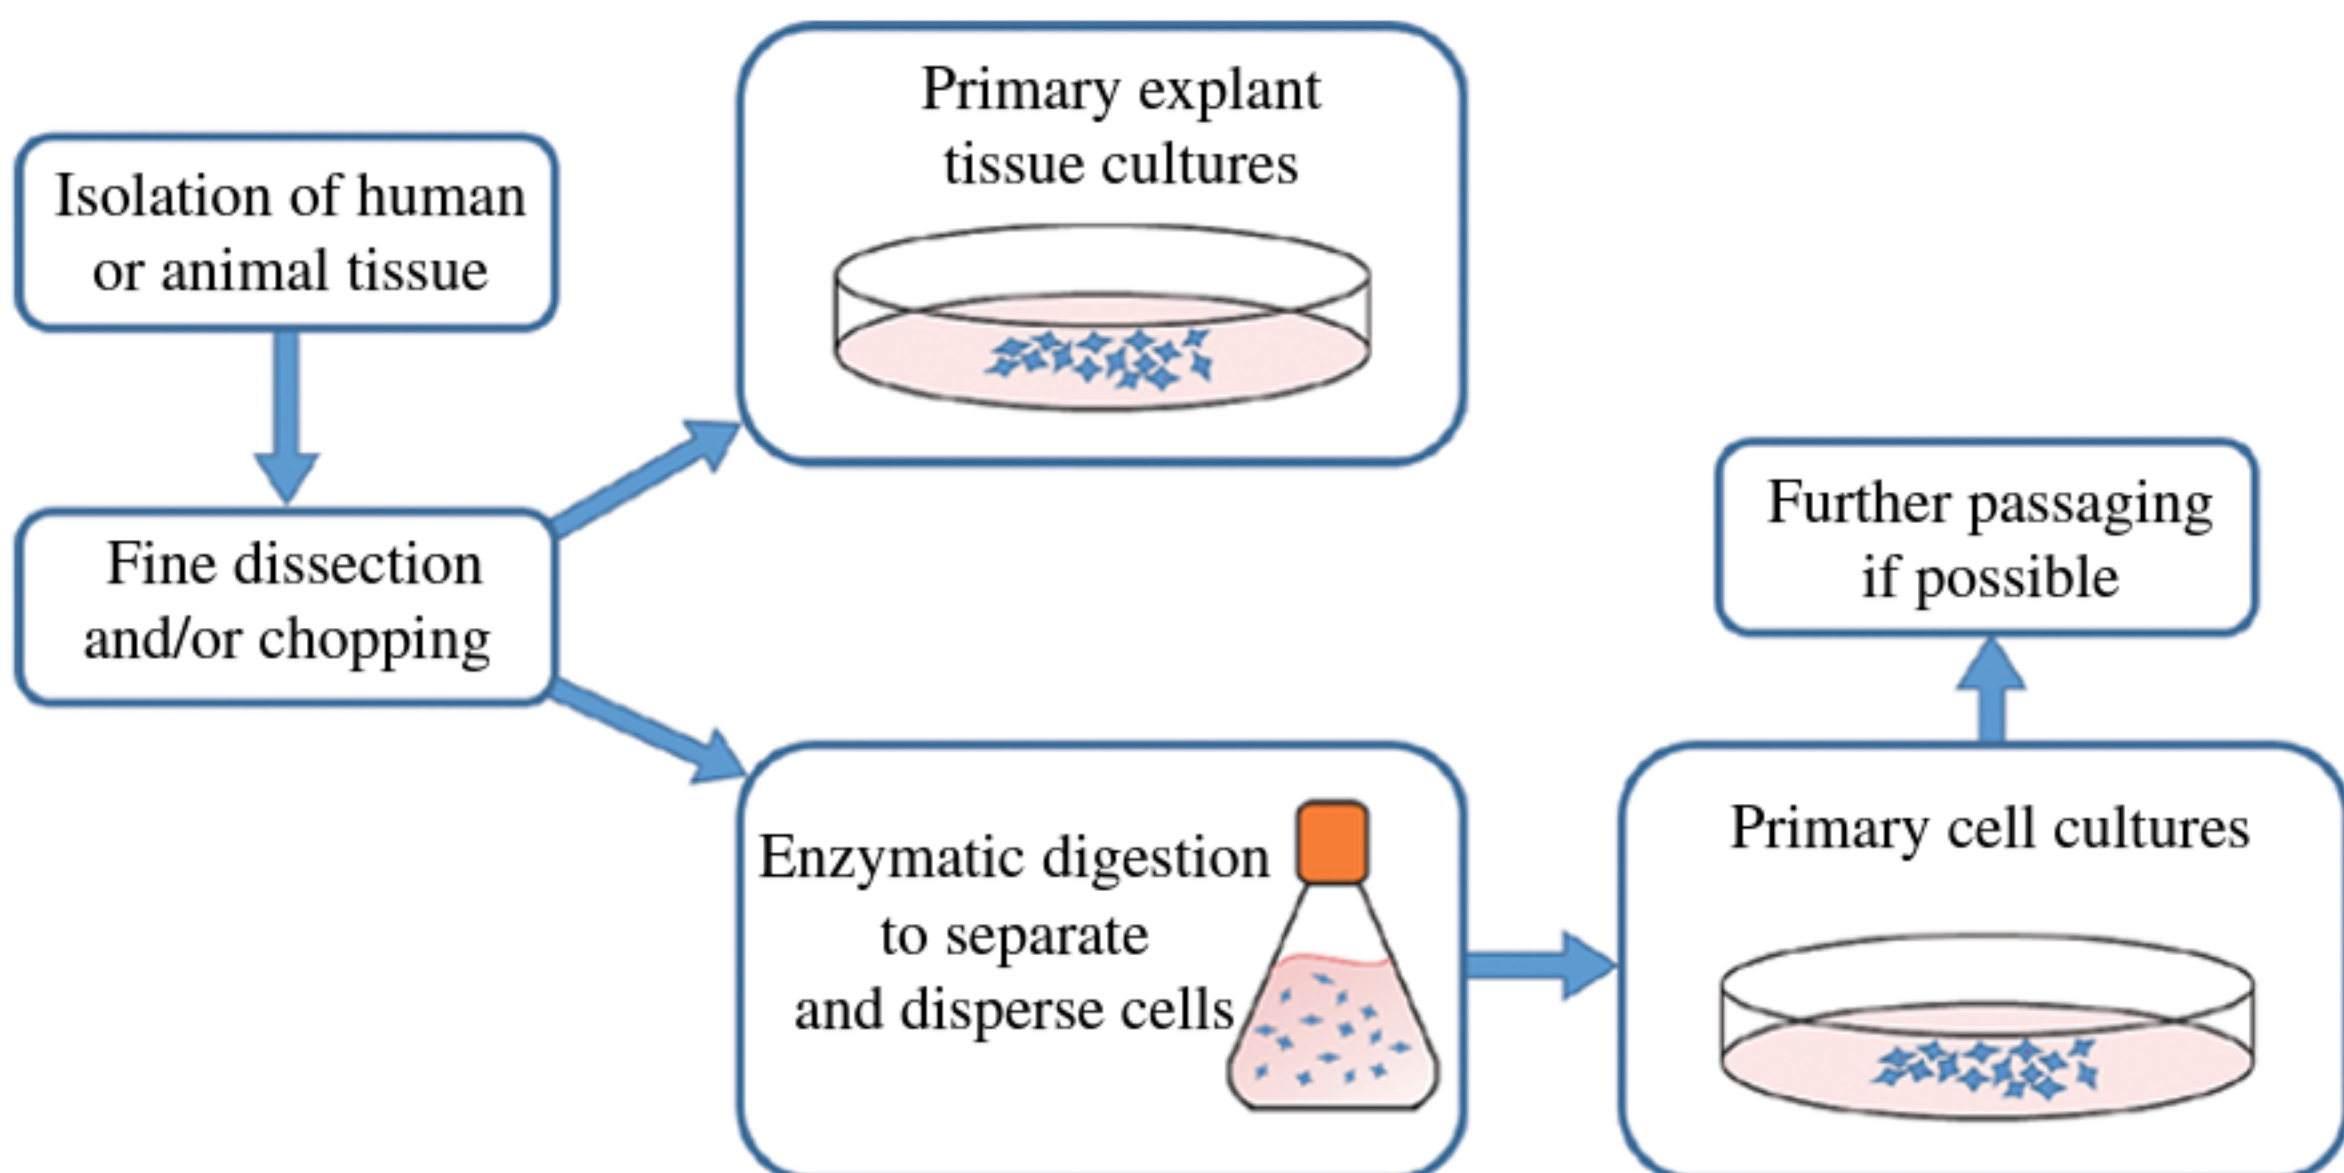 Isolation of human
or animal tissue
Fine dissection
and/or chopping
Primary explant
tissue cultures
Enzymatic digestion
to separate
and disperse cells
Primary cell cultures
Further passaging
if possible